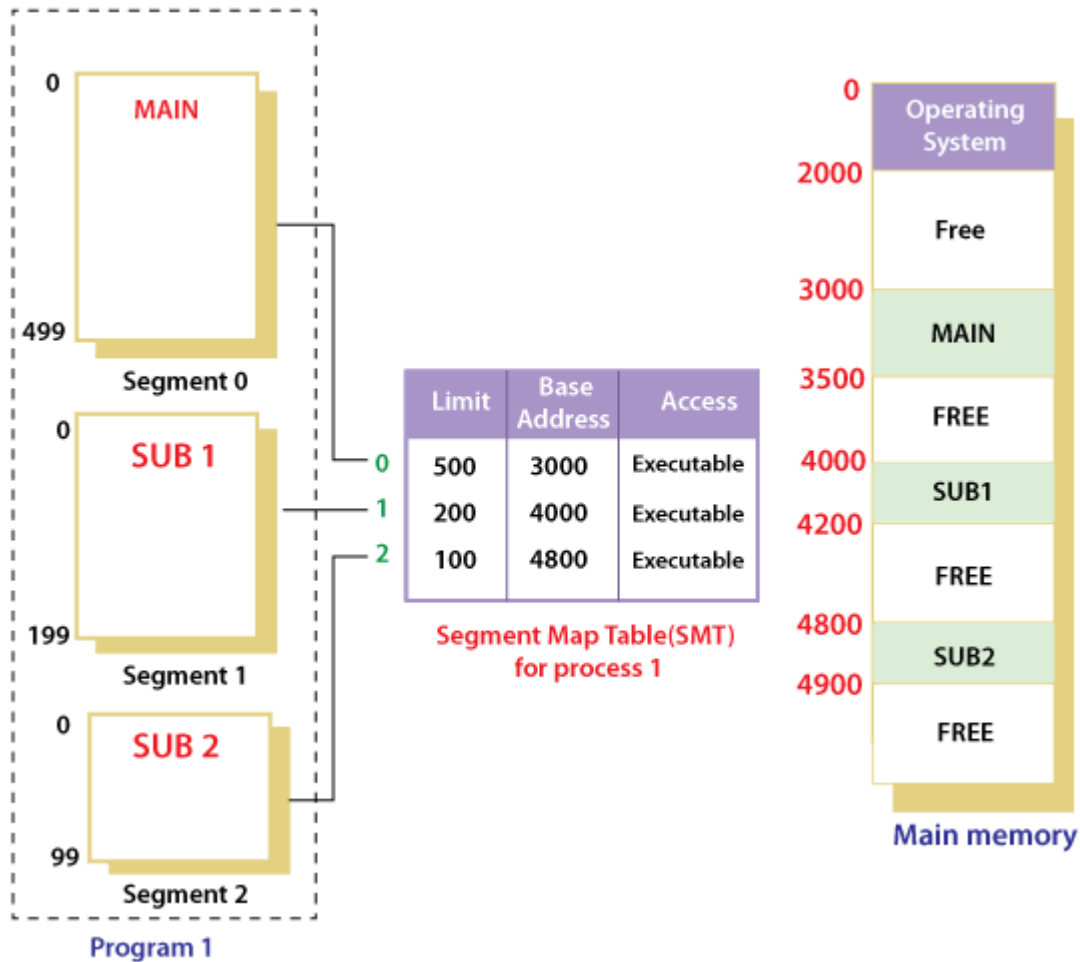 0
MAIN
499
Segment 0
0
SUB 1
199
Segment 1
0
SUB 2
99
Segment 2
Program 1
Limit Base Address Access
0 500 3000 Executable
1 200 4000 Executable
2 100 4800 Executable
Segment Map Table(SMT)
for process 1
0
Operating
System
2000
Free
3000
MAIN
3500
FREE
4000
SUB1
4200
FREE
4800
SUB2
4900
FREE
Main memory